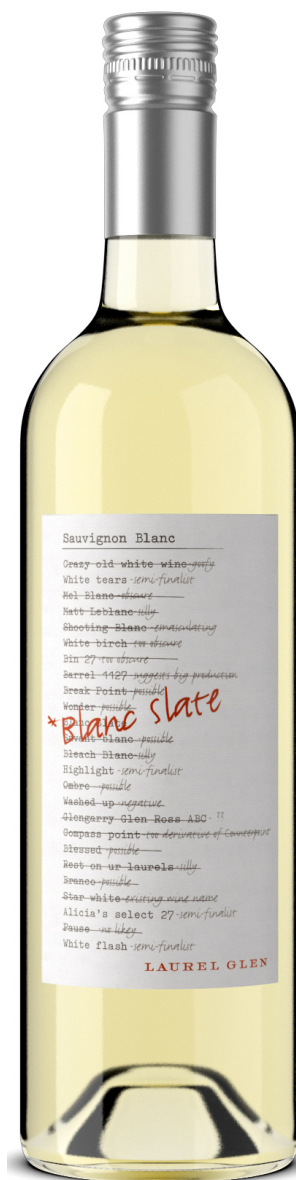 Sauvignon Blanc
Crazy old white wino-goofy
White tears-semi-finalist
Mel Blanc-obscure
Matt Leblanc-silly
Shooting Blanc-emasculating
White birch-too obscure
Bin 27-too obscure
Barrel 1127-suggests big production
Break Point-possible
Wonder-possible
*Blanc Slate
Avant blanc-possible
Bleach Blanc-silly
Highlight-semi-finalist
Ombre-possible
Washed up-negative
Glengarry Glen Ross ABC-??
Compass point-too derivative of Counterpoint
Blessed-possible
Rest on ur laurels-silly
Branco-possible
Star white-existing wine name
Alicia's select 27-semi-finalist
Pause-no likey
White flash-semi-finalist
LAUREL GLEN